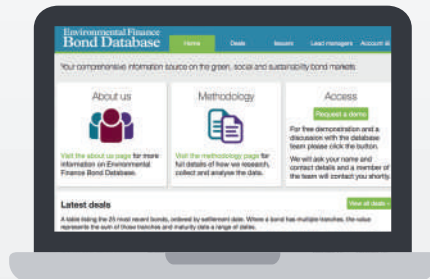 Environmental Finance
Bond Database
Home Deals Issuers Lead managers Account
Your comprehensive information source on the green, social and sustainability bond markets.
About us
Visit the about us page for more
information on Environmental
Finance Bond Database.
Methodology
Visit the methodology page for
full details of how we research,
collect and analyse the data.
Access
Request a demo
For free demonstration and a
discussion with the database
team please click the button.
We will ask your name and
contact details and a member of
the team will contact you shortly.
Latest deals
View all deals
A table listing the 25 most recent bonds, ordered by settlement date. Where a bond has multiple tranches, the value
represents the sum of those tranches and maturity date a range of dates.